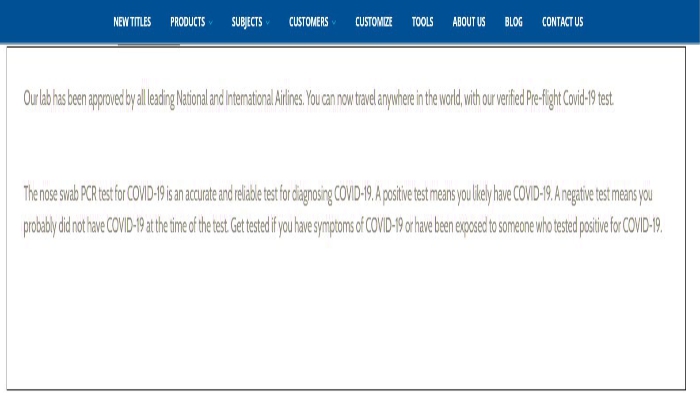 NEW TITLES PRODUCTS SUBJECTS CUSTOMERS CUSTOMIZE TOOLS ABOUT US BLOG CONTACT US
Our lab has been approved by all leading National and International Airlines. You can now travel anywhere in the world, with our verified Pre-flight Covid-19 test.
The nose swab PCR test for COVID-19 is an accurate and reliable test for diagnosing COVID-19. A positive test means you likely have COVID-19. A negative test means you
probably did not have COVID-19 at the time of the test. Get tested if you have symptoms of COVID-19 or have been exposed to someone who tested positive for COVID-19.